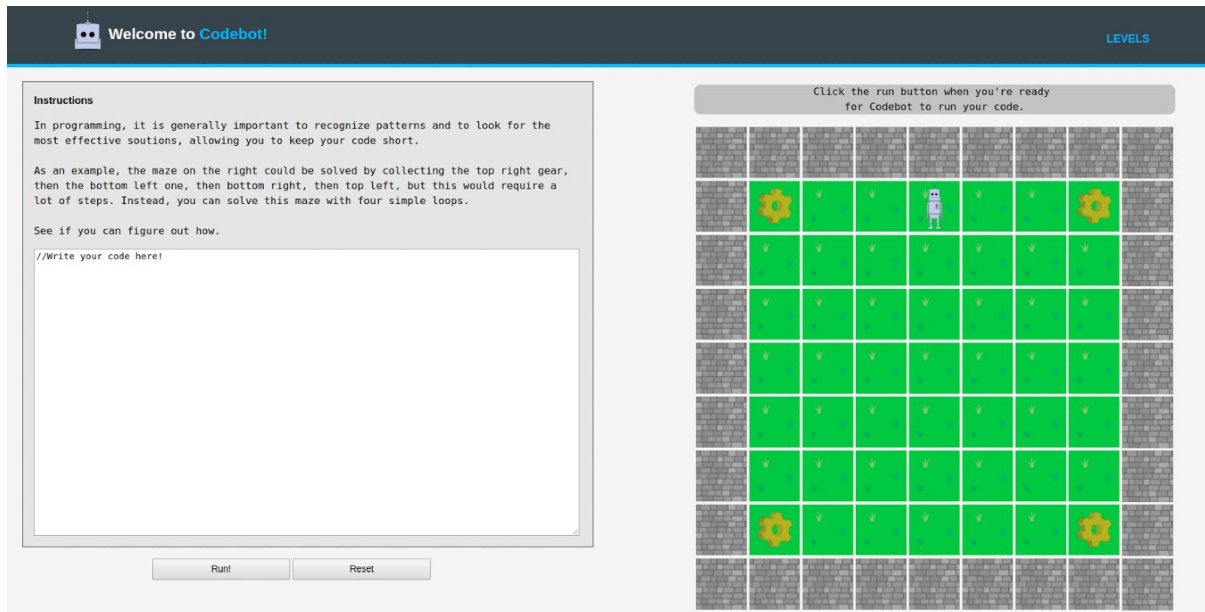 Welcome to Codebot!
LEVELS
Instructions
In programming, it is generally important to recognize patterns and to look for the
most effective soutions, allowing you to keep your code short.
As an example, the maze on the right could be solved by collecting the top right gear,
then the bottom left one, then bottom right, then top left, but this would require a
lot of steps. Instead, you can solve this maze with four simple loops.
See if you can figure out how.
//Write your code here!
Run!
Reset
Click the run button when you're ready
for Codebot to run your code.